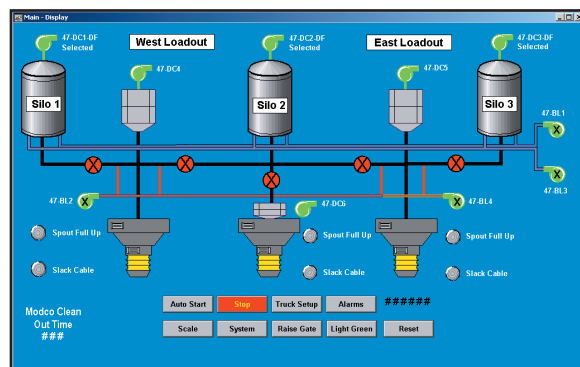 Main - Display
47-DC1-DF
Selected
West Loadout
47-DC2-DF
Selected
East Loadout
47-DC3-DF
Selected
47-DC4
47-DC5
Silo 1
Silo 2
Silo 3
47-BL1
X
X
X
X
X
X
47-BL3
X
X
47-BL2
X
47-DC6
47-BL4
X
Spout Full Up
Spout Full Up
Spout Full Up
Slack Cable
Slack Cable
Slack Cable
Modco Clean
Out Time
###
Auto Start
Stop
Truck Setup
Alarms
######
Scale
System
Raise Gate
Light Green
Reset